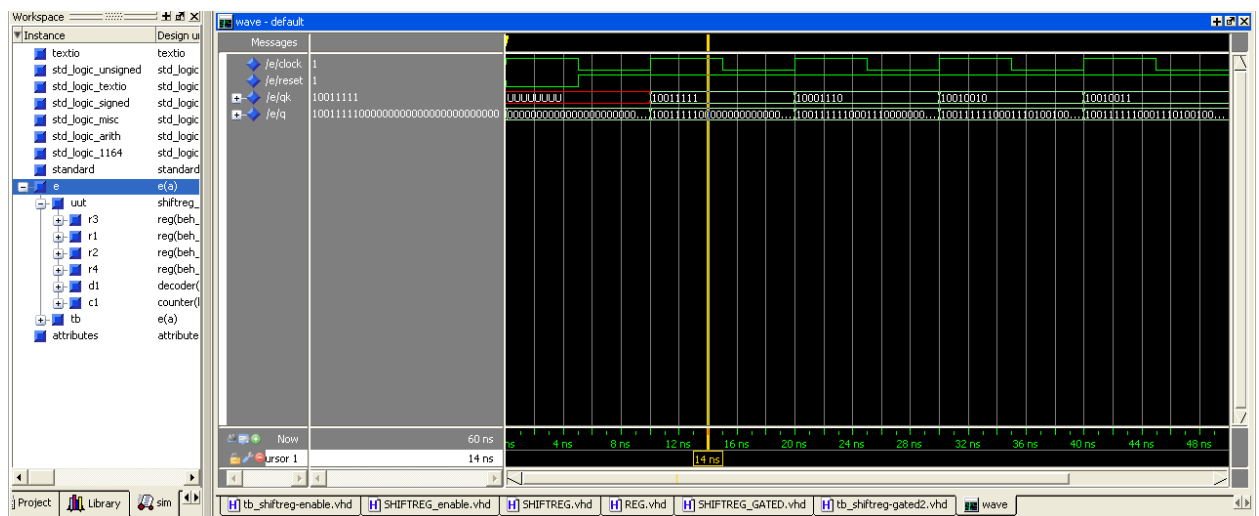 Workspace
wave - default
Instance Design u
textio textio
std_logic_unsigned std_logic
std_logic_textio std_logic
std_logic_signed std_logic
std_logic_misc std_logic
std_logic_arith std_logic
std_logic_1164 std_logic
standard standard
e e(a)
uut shiftreg_
r3 reg(beh_
r1 reg(beh_
r2 reg(beh_
r4 reg(beh_
d1 decoder(
c1 counter(
tb e(a)
attributes attribute
Messages
/e/clock 1
/e/reset 1
/e/qk 10011111 UUUUUUUU 10011111 10001110 10010010 10010011
/e/q
Now 60 ns
ns 4 ns 8 ns 12 ns 16 ns 20 ns 24 ns 28 ns 32 ns 36 ns 40 ns 44 ns 48 ns
ursor 1 14 ns 14 ns
Project Library sim
tb_shiftreg-enable.vhd SHIFTREG_enable.vhd SHIFTREG.vhd REG.vhd SHIFTREG_GATED.vhd tb_shiftreg-gated2.vhd wave